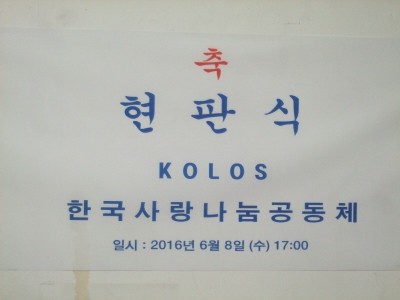 축
현판식
KOLOS
한국사랑나눔공동체
일시 : 2016년 6월 8일 (수) 17:00